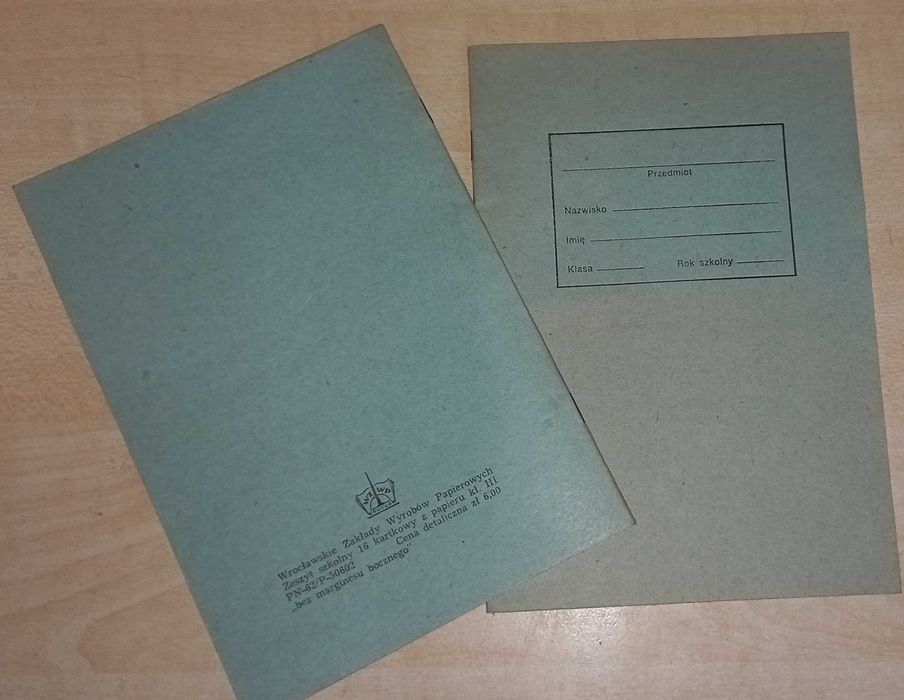 WZWP
Wrocławskie Zakłady Wyrobów Papierowych
Zeszyt szkolny 16 kartkowy z papieru kl. III
PN-62/P-50602 Cena detaliczna zł 6,00
„bez marginesu bocznego"
Przedmiot
Nazwisko
Imię
Klasa Rok szkolny